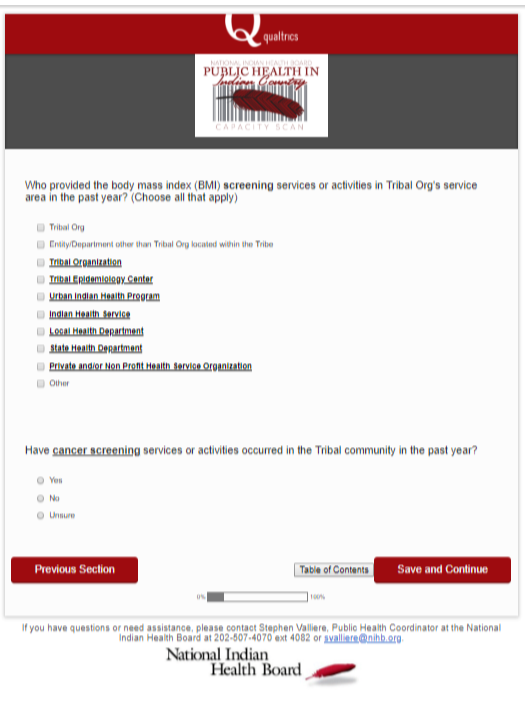 qualtrics
NATIONAL INDIAN HEALTH BOARD
PUBLIC HEALTH IN
Indian Country
CAPACITY SCAN
Who provided the body mass index (BMI) screening services or activities in Tribal Org's service
area in the past year? (Choose all that apply)
Tribal Org
Entity/Department other than Tribal Org located within the Tribe
Tribal Organization
Tribal Epidemiology Center
Urban Indian Health Program
Indian Health Service
Local Health Department
State Health Department
Private and/or Non Profit Health Service Organization
Other
Have cancer screening services or activities occurred in the Tribal community in the past year?
Yes
No
Unsure
Previous Section
Table of Contents
Save and Continue
0%
100%
If you have questions or need assistance, please contact Stephen Valliere, Public Health Coordinator at the National
Indian Health Board at 202-507-4070 ext 4082 or svalliere@nihb.org.
National Indian
Health Board